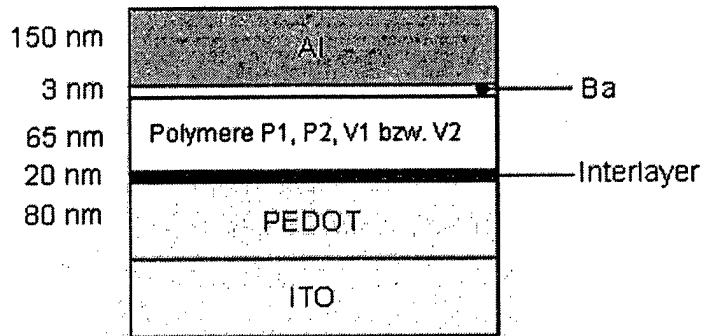 150 nm Al
3 nm Ba
65 nm Polymere P1, P2, V1 bzw. V2
20 nm Interlayer
80 nm PEDOT
ITO